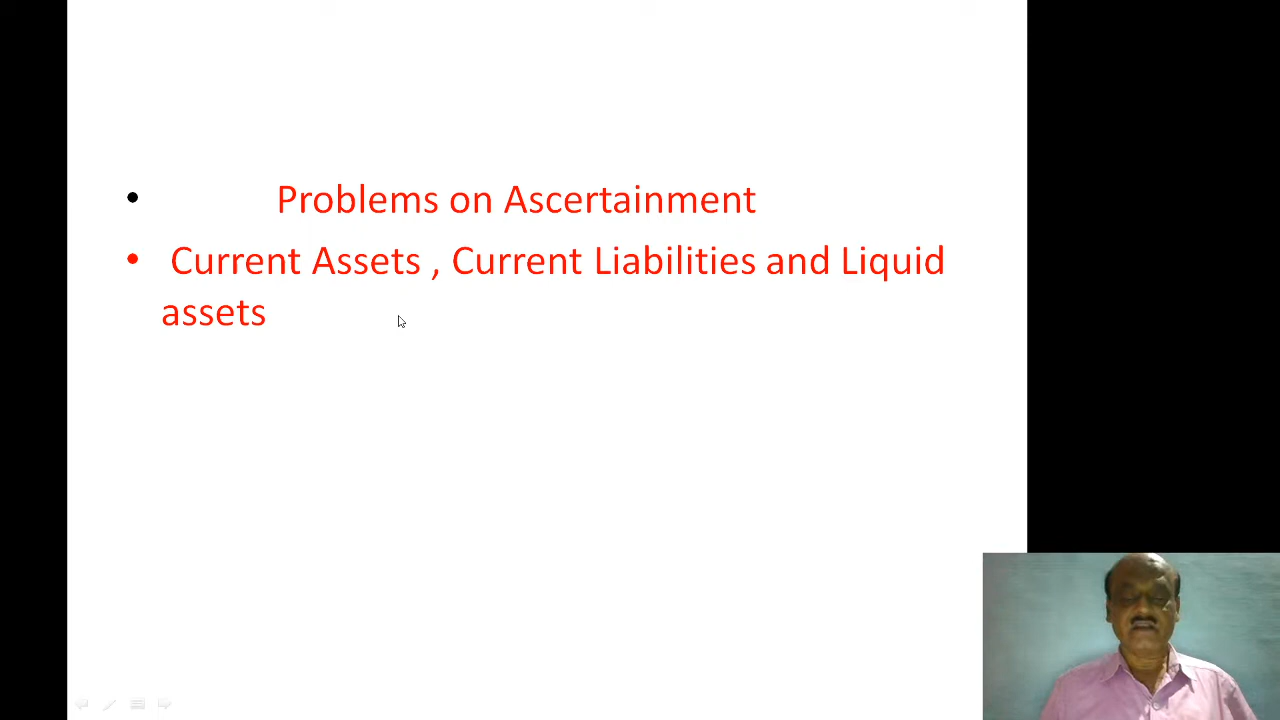 • Problems on Ascertainment
• Current Assets , Current Liabilities and Liquid
assets